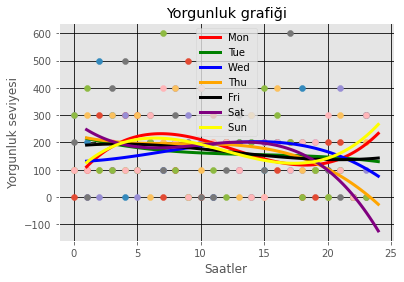 Yorgunluk grafiği
Yorgunluk seviyesi
600
500
400
300
200
100
0
−100
Mon
Tue
Wed
Thu
Fri
Sat
Sun
0
5
10
15
20
25
Saatler